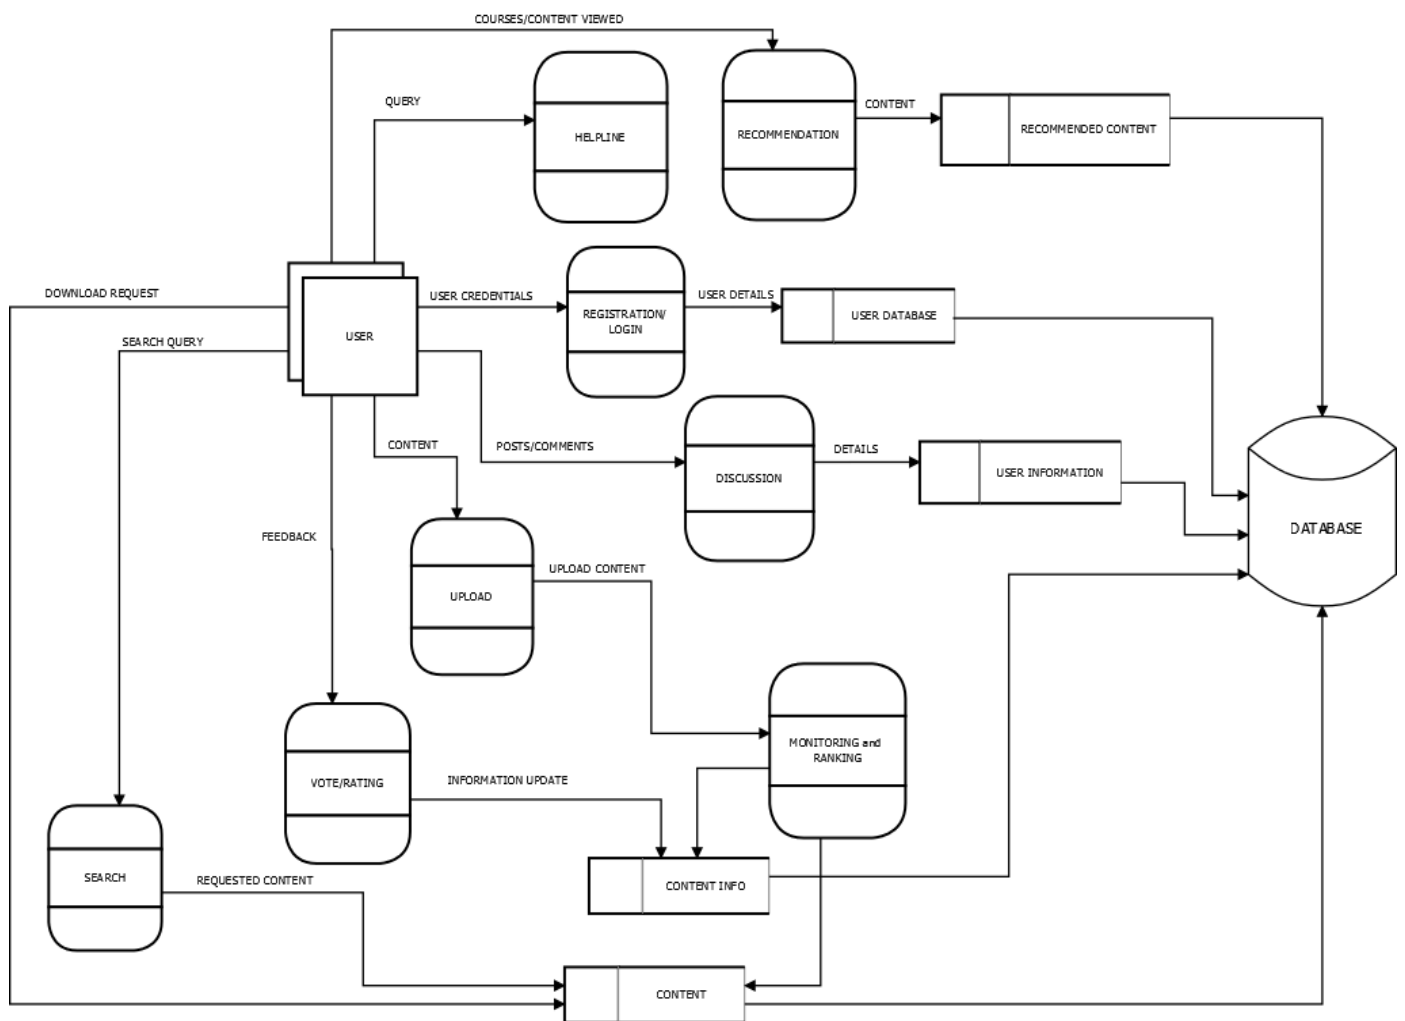 COURSES/CONTENT VIEWED
QUERY
HELPLINE
RECOMMENDATION
CONTENT
RECOMMENDED CONTENT
DOWNLOAD REQUEST
SEARCH QUERY
USER
USER CREDENTIALS
REGISTRATION/
LOGIN
USER DETAILS
USER DATABASE
CONTENT
POSTS/COMMENTS
DISCUSSION
DETAILS
USER INFORMATION
DATABASE
FEEDBACK
UPLOAD
UPLOAD CONTENT
MONITORING and
RANKING
VOTE/RATING
INFORMATION UPDATE
SEARCH
REQUESTED CONTENT
CONTENT INFO
CONTENT